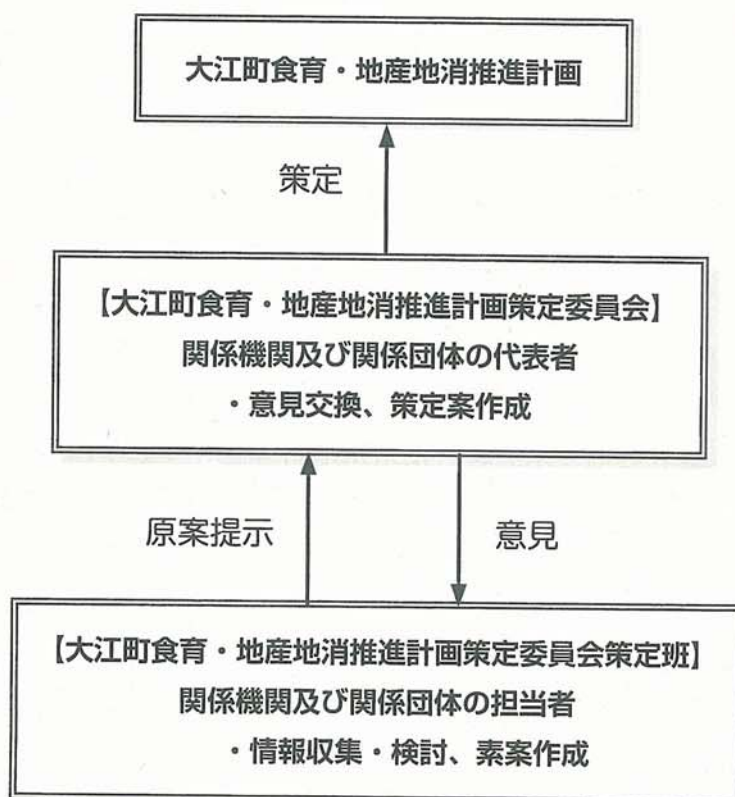 大江町食育・地産地消推進計画
策定
【大江町食育・地産地消推進計画策定委員会】
関係機関及び関係団体の代表者
・意見交換、策定案作成
原案提示
意見
【大江町食育・地産地消推進計画策定委員会策定班】
関係機関及び関係団体の担当者
・情報収集・検討、素案作成